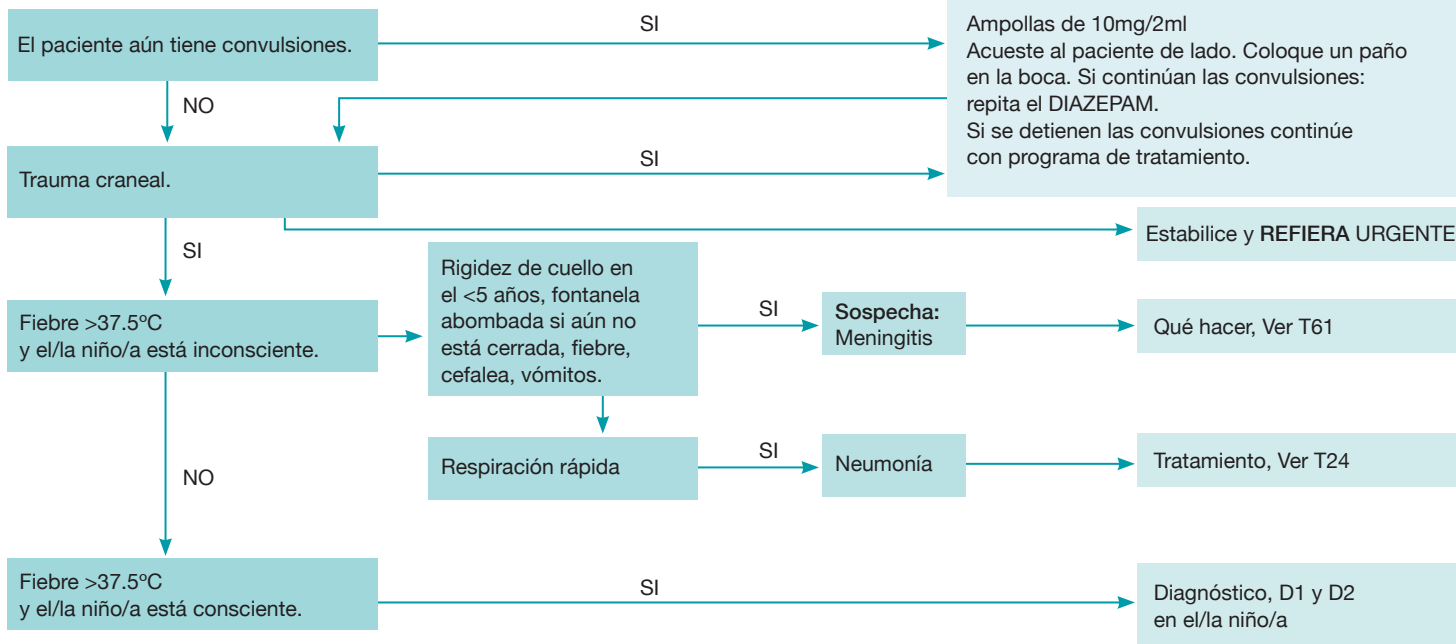 El paciente aún tiene convulsiones.
SI
Ampollas de 10mg/2ml
Acueste al paciente de lado. Coloque un paño
en la boca. Si continúan las convulsiones:
repita el DIAZEPAM.
Si se detienen las convulsiones continúe
con programa de tratamiento.
NO
Trauma craneal.
SI
Estabilice y REFIERA URGENTE
SI
Fiebre >37.5ºC
y el/la niño/a está inconsciente.
Rigidez de cuello en
el <5 años, fontanela
abombada si aún no
está cerrada, fiebre,
cefalea, vómitos.
SI
Sospecha:
Meningitis
Qué hacer, Ver T61
Respiración rápida
SI
Neumonía
Tratamiento, Ver T24
NO
Fiebre >37.5ºC
y el/la niño/a está consciente.
SI
Diagnóstico, D1 y D2
en el/la niño/a